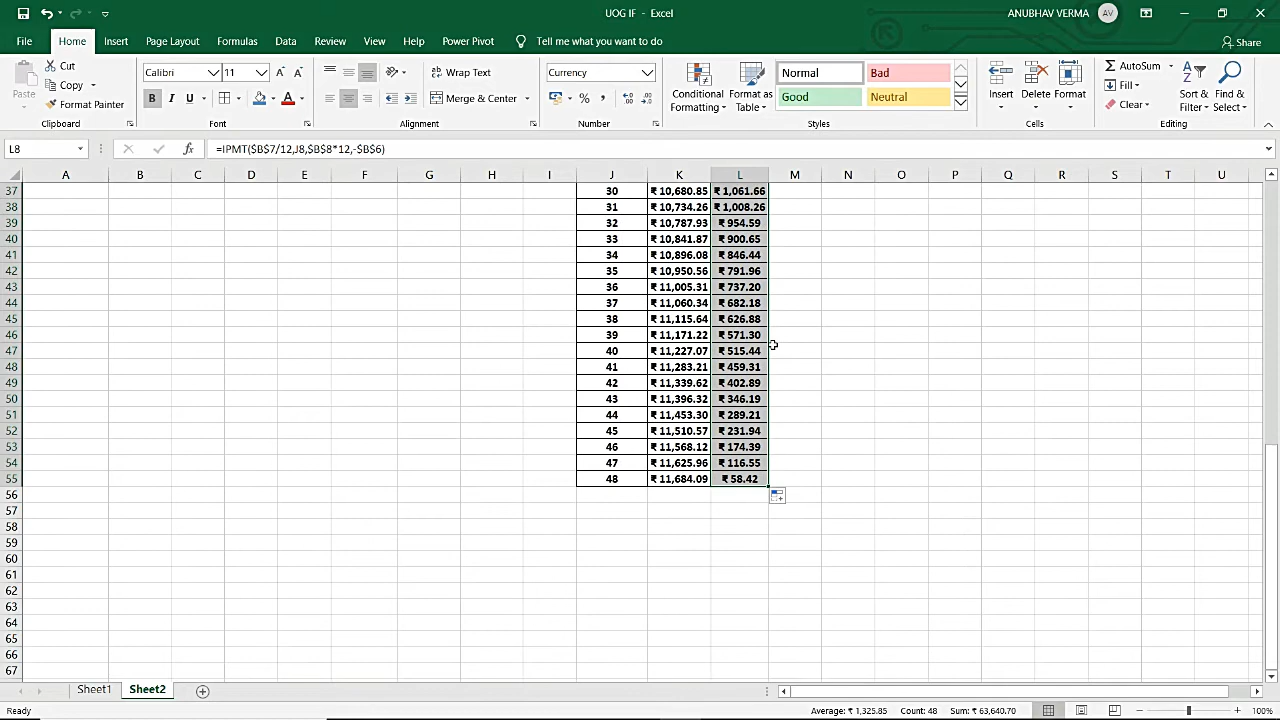 UOG IF - Excel
ANUBHAV VERMA AV
File Home Insert Page Layout Formulas Data Review View Help Power Pivot Tell me what you want to do Share
Paste Cut Copy Format Painter Clipboard
Calibri 11 A A B I U A Font
ab Wrap Text Merge & Center Alignment
Currency % , Number
Conditional Formatting Format as Table Normal Bad Good Neutral Styles
Insert Delete Format Cells
AutoSum Fill Clear Sort & Filter Find & Select Editing
L8 fx =IPMT($B$7/12,J8,$B$8*12,-$B$6)
A B C D E F G H I J K L M N O P Q R S T U
37 30 ₹ 10,680.85 ₹ 1,061.66
38 31 ₹ 10,734.26 ₹ 1,008.26
39 32 ₹ 10,787.93 ₹ 954.59
40 33 ₹ 10,841.87 ₹ 900.65
41 34 ₹ 10,896.08 ₹ 846.44
42 35 ₹ 10,950.56 ₹ 791.96
43 36 ₹ 11,005.31 ₹ 737.20
44 37 ₹ 11,060.34 ₹ 682.18
45 38 ₹ 11,115.64 ₹ 626.88
46 39 ₹ 11,171.22 ₹ 571.30
47 40 ₹ 11,227.07 ₹ 515.44
48 41 ₹ 11,283.21 ₹ 459.31
49 42 ₹ 11,339.62 ₹ 402.89
50 43 ₹ 11,396.32 ₹ 346.19
51 44 ₹ 11,453.30 ₹ 289.21
52 45 ₹ 11,510.57 ₹ 231.94
53 46 ₹ 11,568.12 ₹ 174.39
54 47 ₹ 11,625.96 ₹ 116.55
55 48 ₹ 11,684.09 ₹ 58.42
56
57
58
59
60
61
62
63
64
65
66
67
Sheet1 Sheet2
Ready Average: ₹ 1,325.85 Count: 48 Sum: ₹ 63,640.70 100%